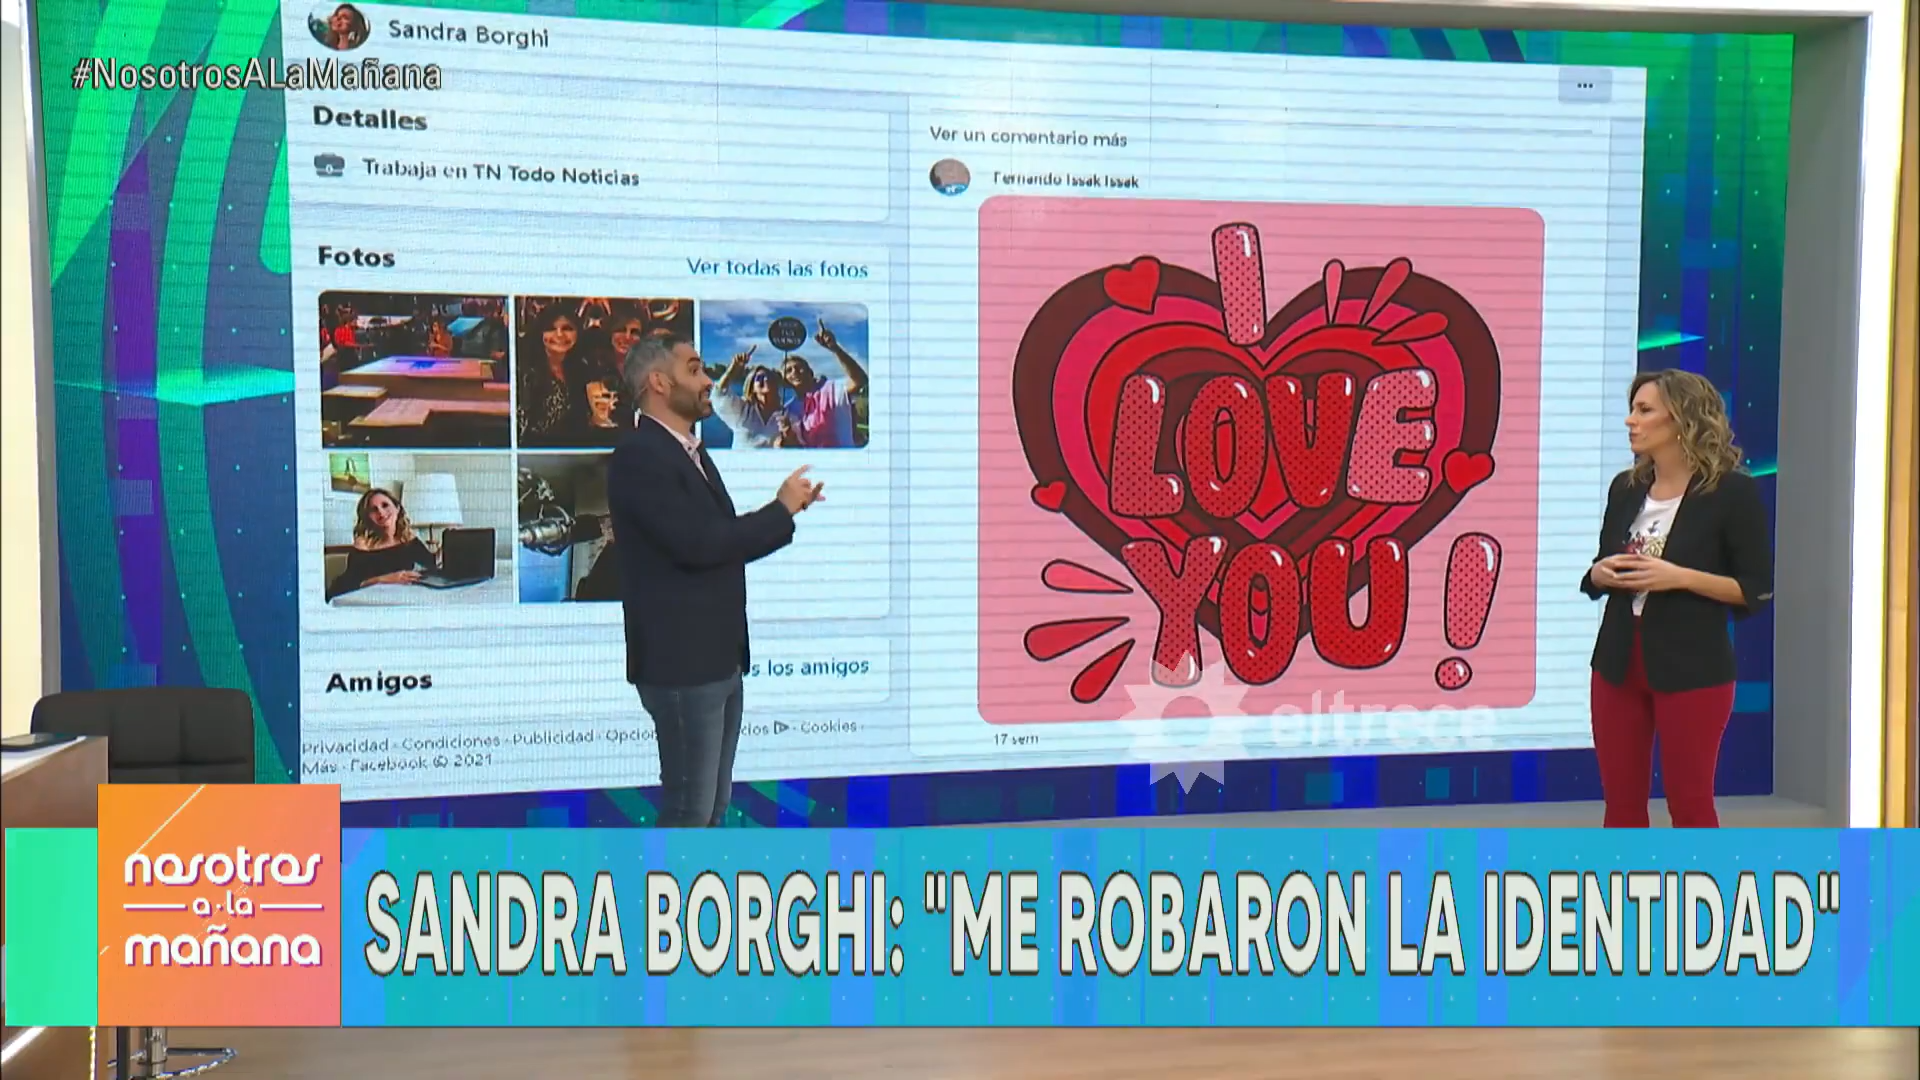 Sandra Borghi
#NosotrosALaMañana
Detalles
Trabaja en TN Todo Noticias
Fotos
Ver todas las fotos
Amigos
los amigos
Privacidad · Condiciones · Publicidad · Cookies ·
Más · Facebook © 2021
Ver un comentario más
Fernando Issak Issak
I
LOVE
YOU!
17 sem
eltrece
nosotros
a la
mañana
SANDRA BORGHI: "ME ROBARON LA IDENTIDAD"